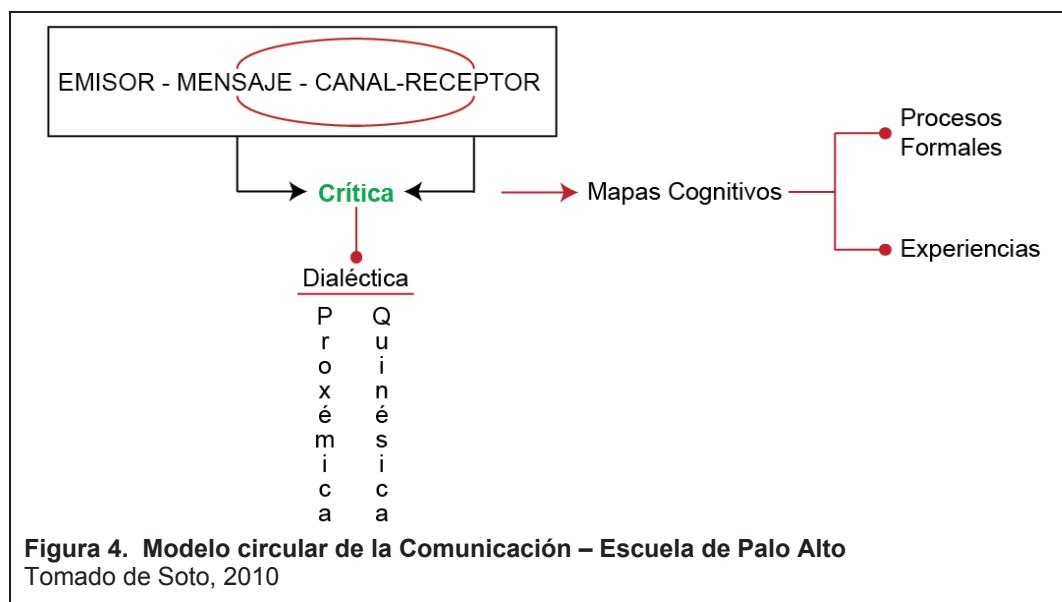 EMISOR - MENSAJE - CANAL-RECEPTOR
Crítica
Mapas Cognitivos
Procesos
Formales
Experiencias
Dialéctica
Proxémica
Quinésica
Figura 4. Modelo circular de la Comunicación – Escuela de Palo Alto
Tomado de Soto, 2010